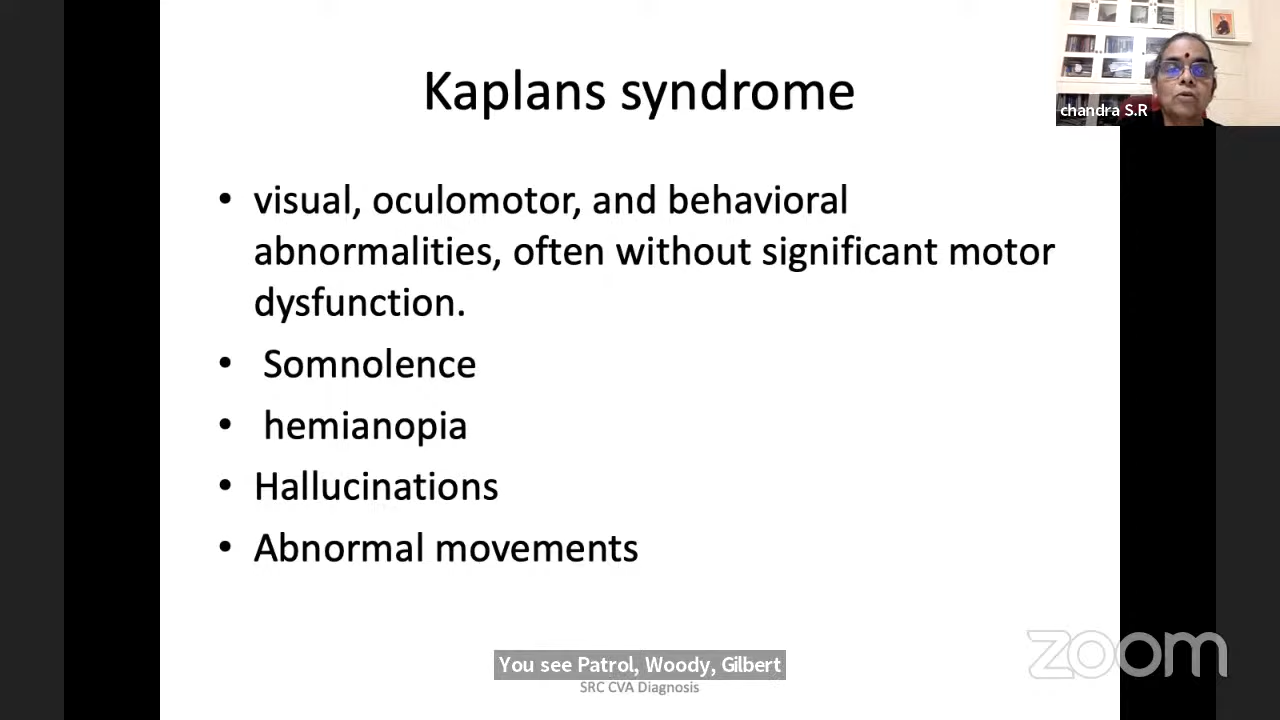 Kaplans syndrome
chandra S.R
• visual, oculomotor, and behavioral
abnormalities, often without significant motor
dysfunction.
• Somnolence
• hemianopia
• Hallucinations
• Abnormal movements
zoom
You see Patrol, Woody, Gilbert
SRC CVA Diagnosis